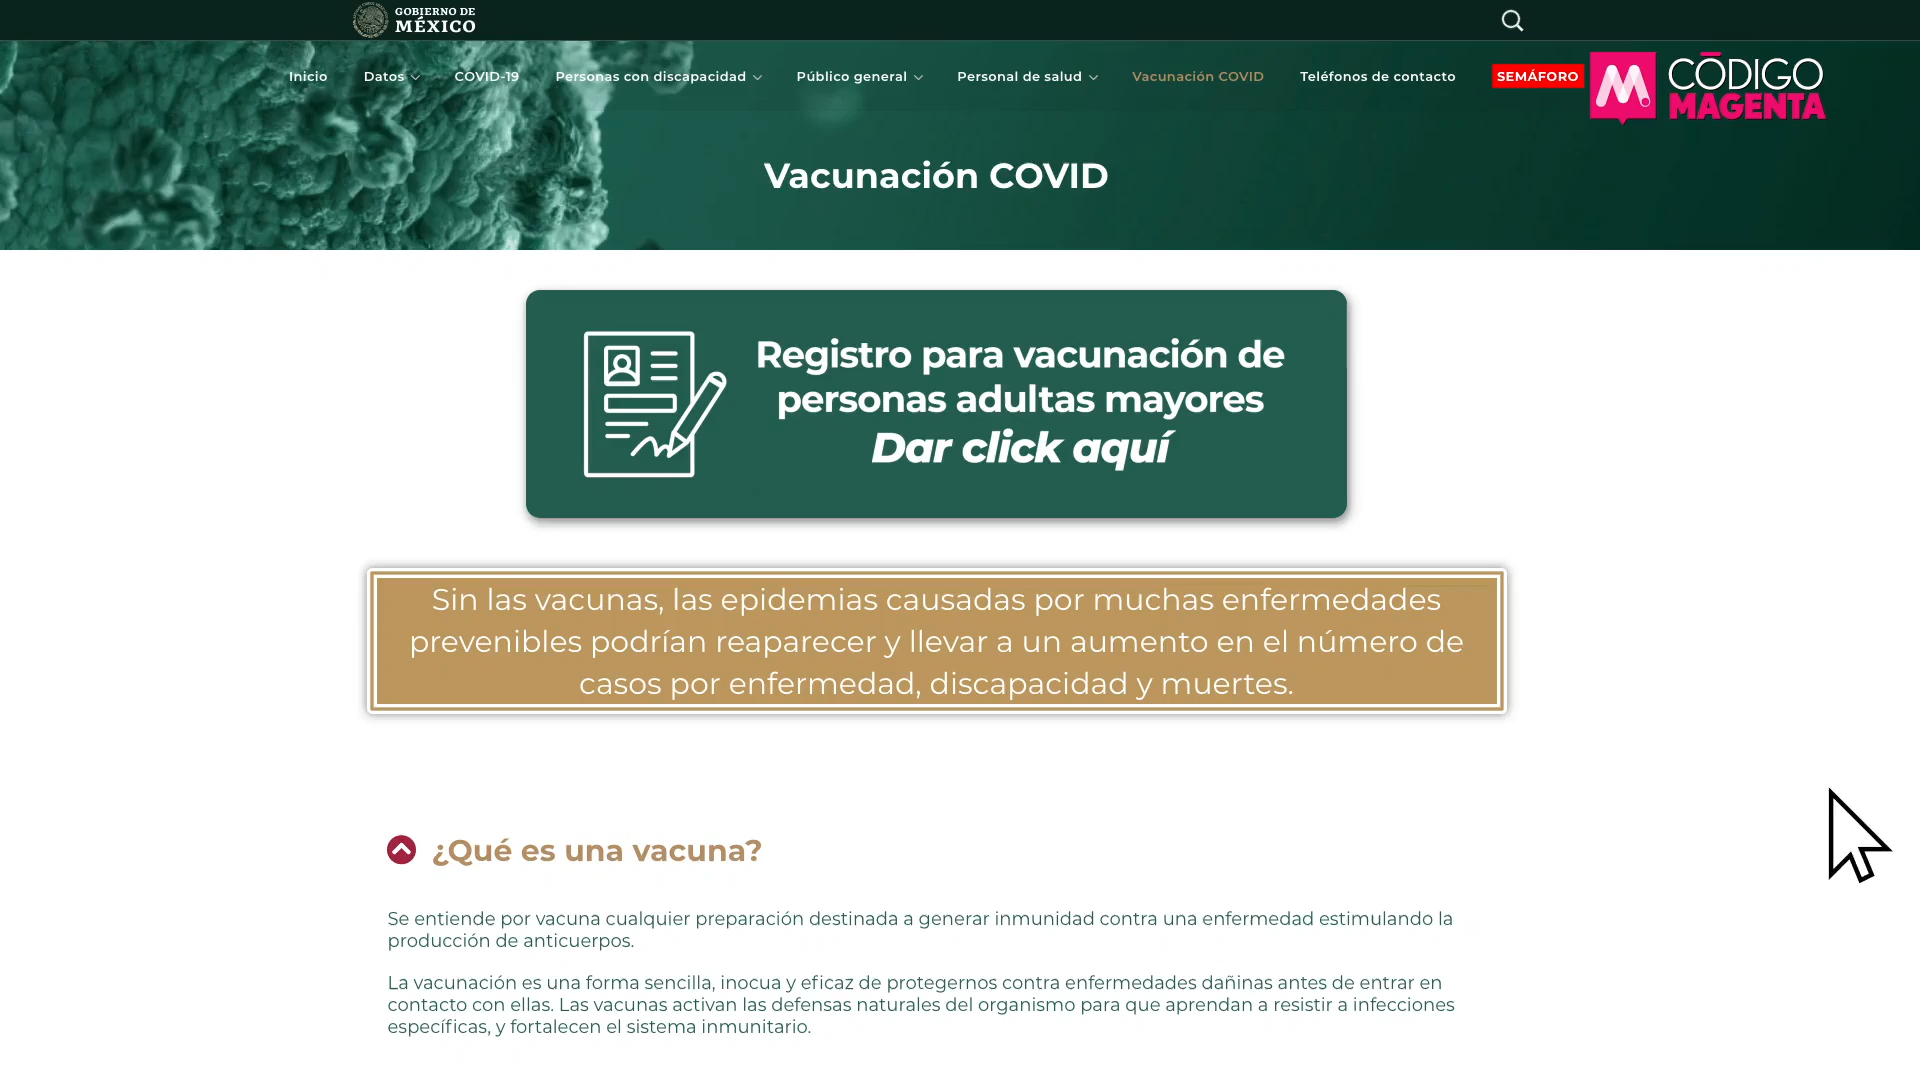 GOBIERNO DE
MÉXICO
Inicio
Datos
COVID-19
Personas con discapacidad
Público general
Personal de salud
Vacunación COVID
Teléfonos de contacto
SEMÁFORO
CÓDIGO
MAGENTA
Vacunación COVID
Registro para vacunación de
personas adultas mayores
Dar click aquí
Sin las vacunas, las epidemias causadas por muchas enfermedades
prevenibles podrían reaparecer y llevar a un aumento en el número de
casos por enfermedad, discapacidad y muertes.
¿Qué es una vacuna?
Se entiende por vacuna cualquier preparación destinada a generar inmunidad contra una enfermedad estimulando la
producción de anticuerpos.
La vacunación es una forma sencilla, inocua y eficaz de protegernos contra enfermedades dañinas antes de entrar en
contacto con ellas. Las vacunas activan las defensas naturales del organismo para que aprendan a resistir a infecciones
específicas, y fortalecen el sistema inmunitario.